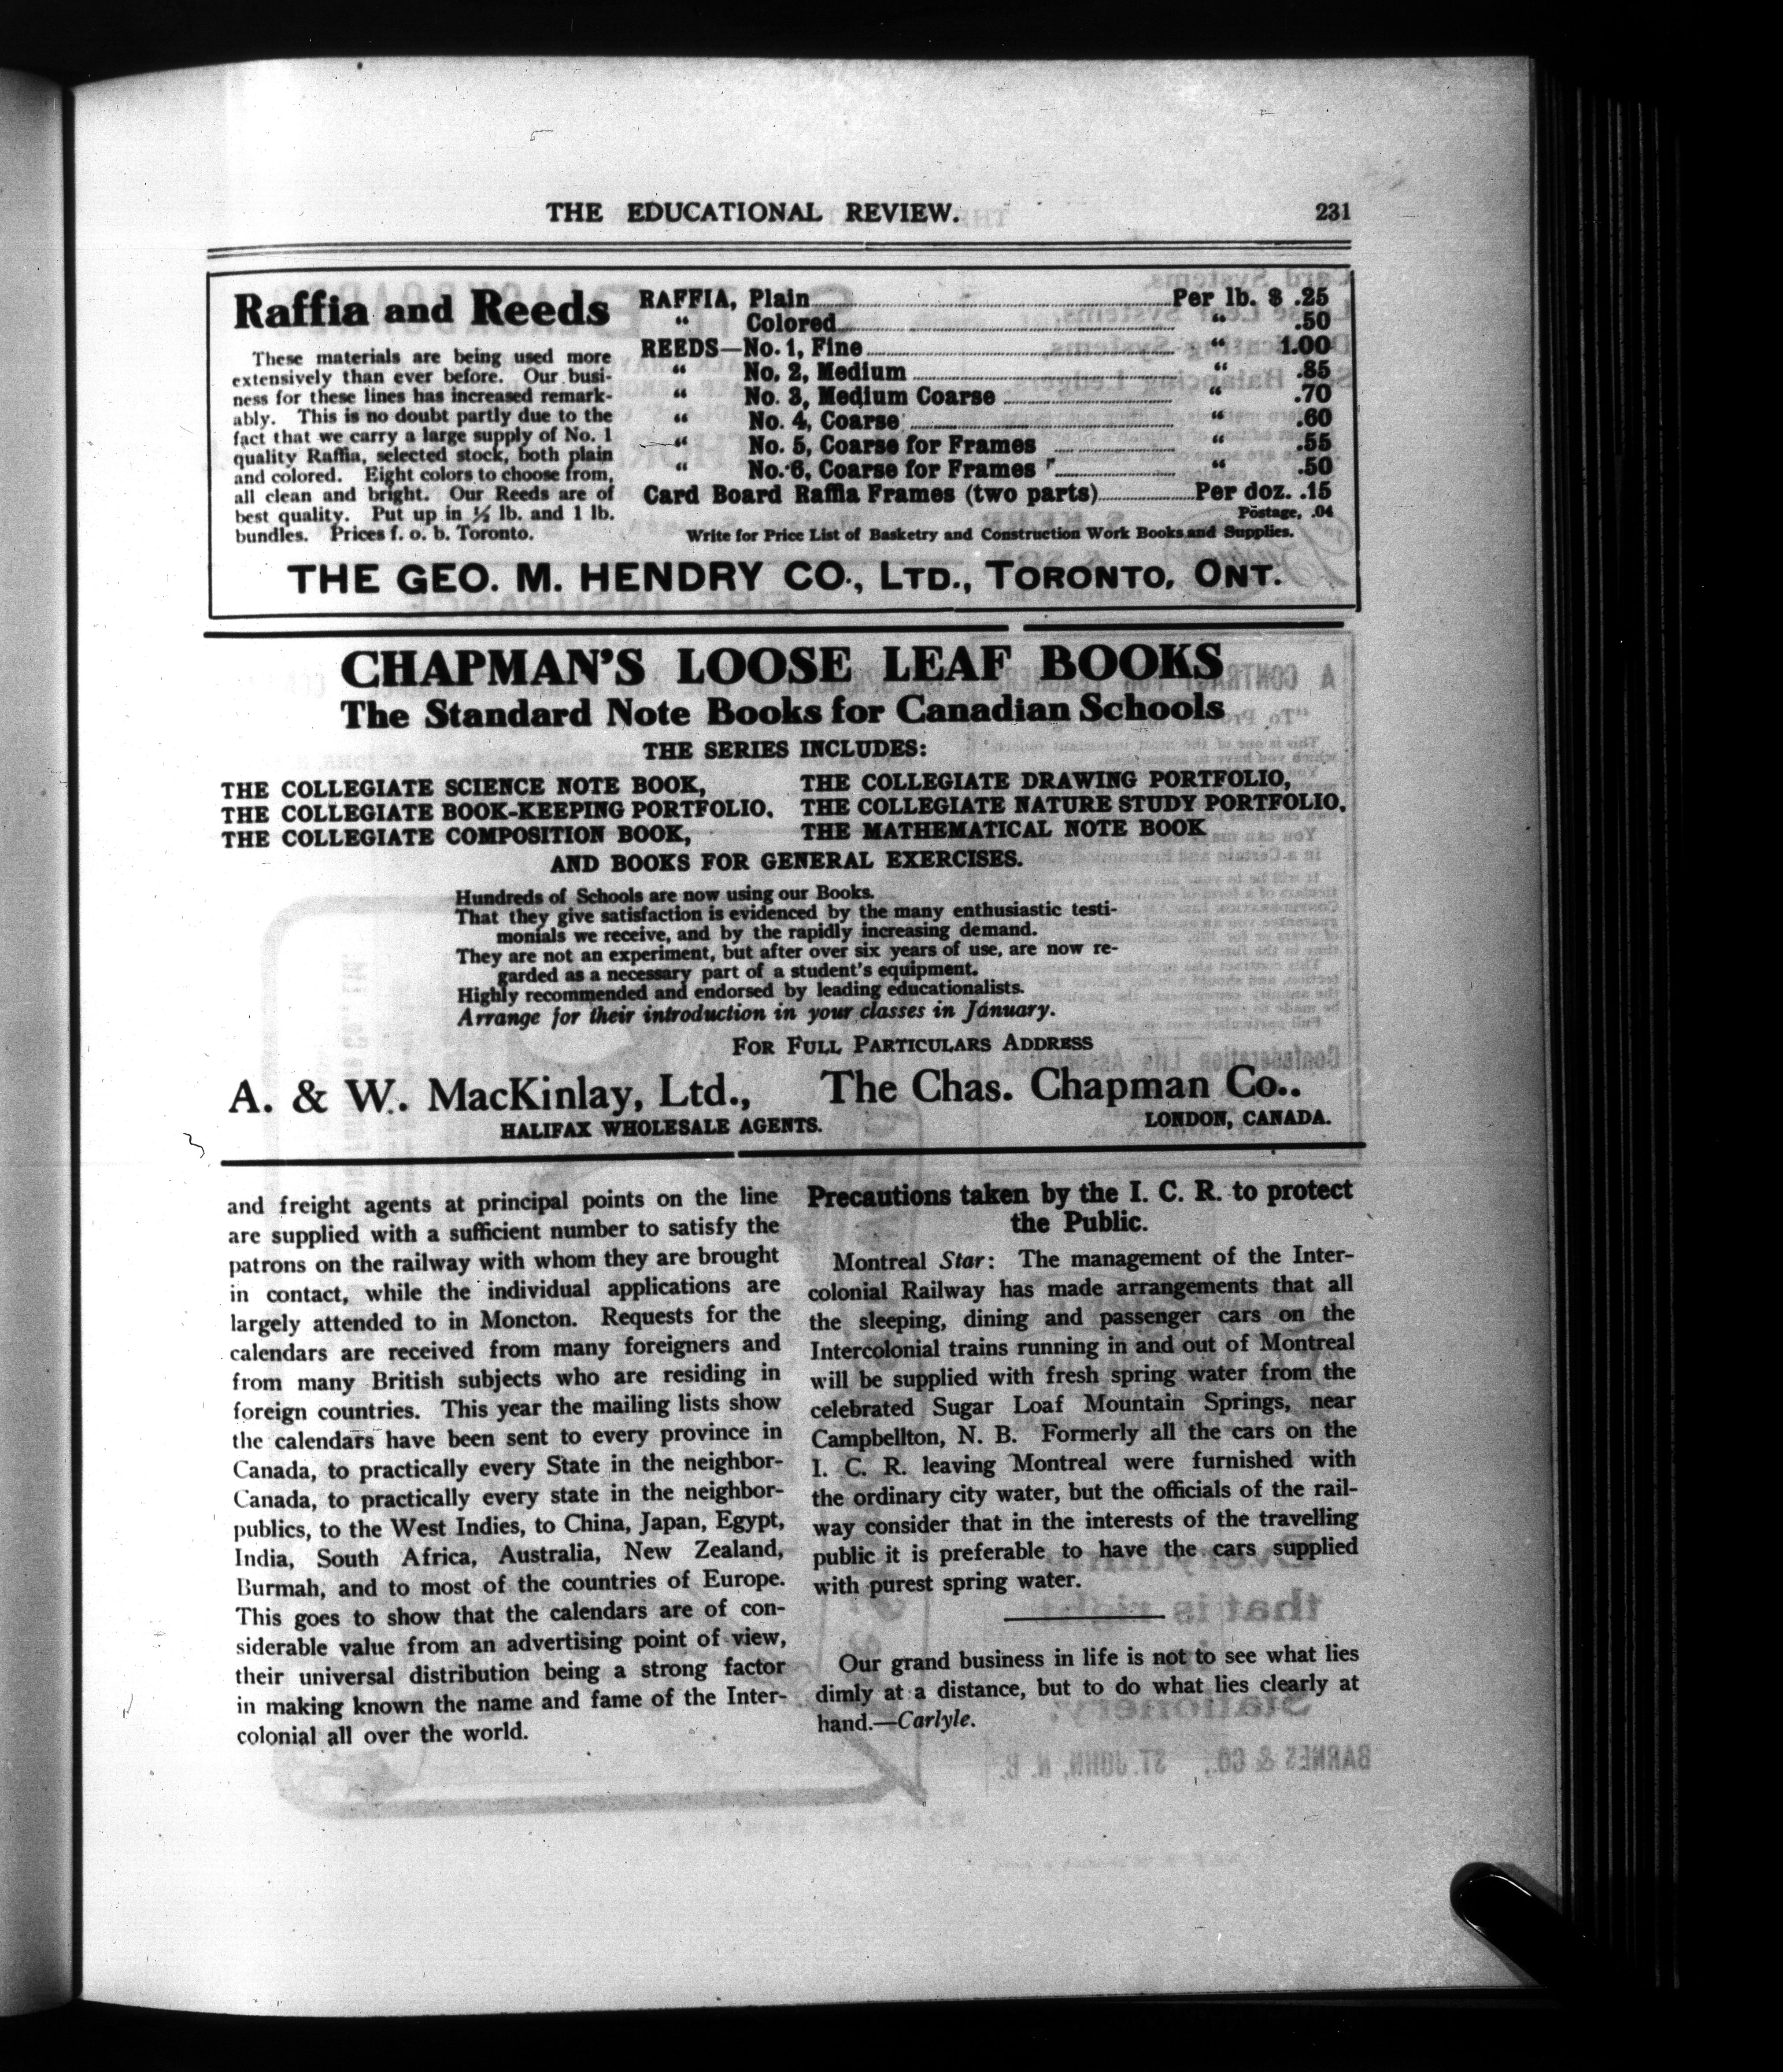 THE EDUCATIONAL REVIEW.
231
Raffia and Reeds
These materials are being used more
extensively than ever before. Our busi-
ness for these lines has increased remark-
ably. This is no doubt partly due to the
fact that we carry a large supply of No. 1
quality Raffia, selected stock, both plain
and colored. Eight colors to choose from,
all clean and bright. Our Reeds are of
best quality. Put up in ½ lb. and 1 lb.
bundles. Prices f. o. b. Toronto.
RAFFIA, Plain Per lb. $ .25
“ Colored “ .50
REEDS—No. 1, Fine “ 1.00
“ No. 2, Medium “ .85
“ No. 3, Medium Coarse “ .70
“ No. 4, Coarse “ .60
“ No. 5, Coarse for Frames “ .55
“ No. 6, Coarse for Frames “ .50
Card Board Raffia Frames (two parts) Per doz. .15
Postage, .04
Write for Price List of Basketry and Construction Work Books and Supplies.
THE GEO. M. HENDRY CO., LTD., TORONTO, ONT.
CHAPMAN'S LOOSE LEAF BOOKS
The Standard Note Books for Canadian Schools
THE SERIES INCLUDES:
THE COLLEGIATE SCIENCE NOTE BOOK, THE COLLEGIATE DRAWING PORTFOLIO,
THE COLLEGIATE BOOK-KEEPING PORTFOLIO, THE COLLEGIATE NATURE STUDY PORTFOLIO,
THE COLLEGIATE COMPOSITION BOOK, THE MATHEMATICAL NOTE BOOK
AND BOOKS FOR GENERAL EXERCISES.
Hundreds of Schools are now using our Books.
That they give satisfaction is evidenced by the many enthusiastic testi-
monials we receive, and by the rapidly increasing demand.
They are not an experiment, but after over six years of use, are now re-
garded as a necessary part of a student's equipment.
Highly recommended and endorsed by leading educationalists.
Arrange for their introduction in your classes in January.
FOR FULL PARTICULARS ADDRESS
A. & W. MacKinlay, Ltd., The Chas. Chapman Co..
HALIFAX WHOLESALE AGENTS. LONDON, CANADA.
and freight agents at principal points on the line
are supplied with a sufficient number to satisfy the
patrons on the railway with whom they are brought
in contact, while the individual applications are
largely attended to in Moncton. Requests for the
calendars are received from many foreigners and
from many British subjects who are residing in
foreign countries. This year the mailing lists show
the calendars have been sent to every province in
Canada, to practically every State in the neighbor-
Canada, to practically every state in the neighbor-
publics, to the West Indies, to China, Japan, Egypt,
India, South Africa, Australia, New Zealand,
Burmah, and to most of the countries of Europe.
This goes to show that the calendars are of con-
siderable value from an advertising point of view,
their universal distribution being a strong factor
in making known the name and fame of the Inter-
colonial all over the world.
Precautions taken by the I. C. R. to protect
the Public.
Montreal Star: The management of the Inter-
colonial Railway has made arrangements that all
the sleeping, dining and passenger cars on the
Intercolonial trains running in and out of Montreal
will be supplied with fresh spring water from the
celebrated Sugar Loaf Mountain Springs, near
Campbellton, N. B. Formerly all the cars on the
I. C. R. leaving Montreal were furnished with
the ordinary city water, but the officials of the rail-
way consider that in the interests of the travelling
public it is preferable to have the cars supplied
with purest spring water.
Our grand business in life is not to see what lies
dimly at a distance, but to do what lies clearly at
hand.—Carlyle.